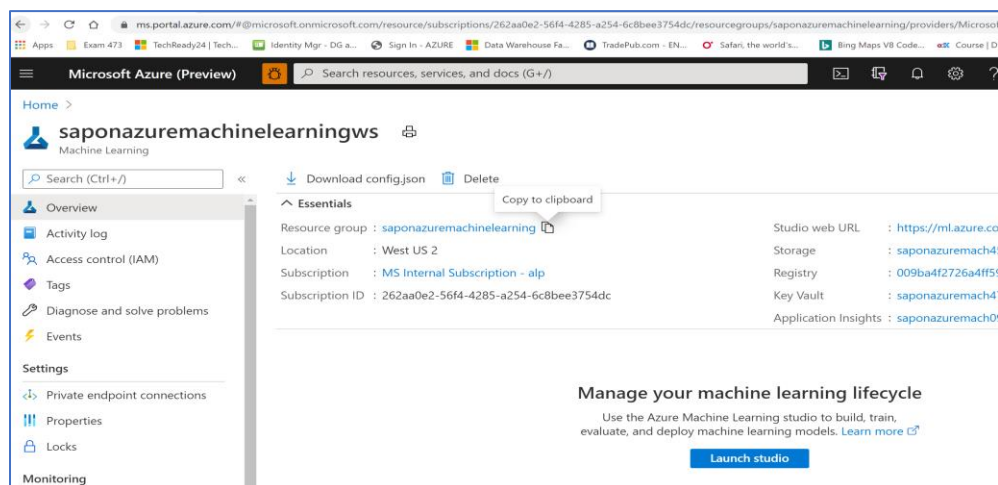 ms.portal.azure.com/#@microsoft.onmicrosoft.com/resource/subscriptions/262aa0e2-56f4-4285-a254-6c8bee3754dc/resourcegroups/saponazuremachinelearning/providers/Microsof
Apps Exam 473 TechReady24 | Tech... Identity Mgr - DG a... Sign In - AZURE Data Warehouse Fa... TradePub.com - EN... Safari, the world's... Bing Maps V8 Code... Course | D
Microsoft Azure (Preview) Search resources, services, and docs (G+/)
Home >
saponazuremachinelearningws
Machine Learning
Search (Ctrl+/) « Download config.json Delete
Copy to clipboard
Overview
Activity log
Access control (IAM)
Tags
Diagnose and solve problems
Events
Settings
Private endpoint connections
Properties
Locks
Monitoring
Essentials
Resource group : saponazuremachinelearning
Location : West US 2
Subscription : MS Internal Subscription - alp
Subscription ID : 262aa0e2-56f4-4285-a254-6c8bee3754dc
Studio web URL : https://ml.azure.co
Storage : saponazuremach45
Registry : 009ba4f2726a4ff59
Key Vault : saponazuremach47
Application Insights : saponazuremach09
Manage your machine learning lifecycle
Use the Azure Machine Learning studio to build, train,
evaluate, and deploy machine learning models. Learn more
Launch studio